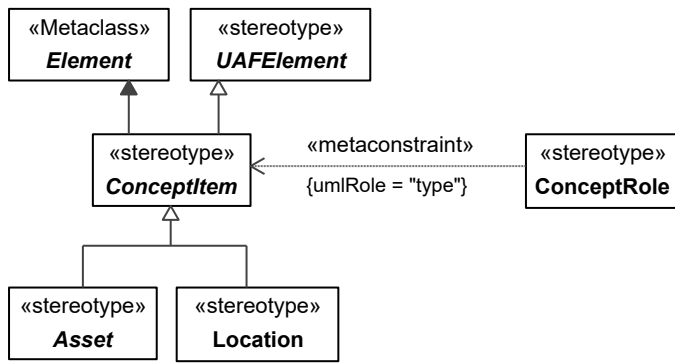 «Metaclass»
Element
«stereotype»
UAFElement
«stereotype»
ConceptItem
«metaconstraint»
{umlRole = "type"}
«stereotype»
ConceptRole
«stereotype»
Asset
«stereotype»
Location